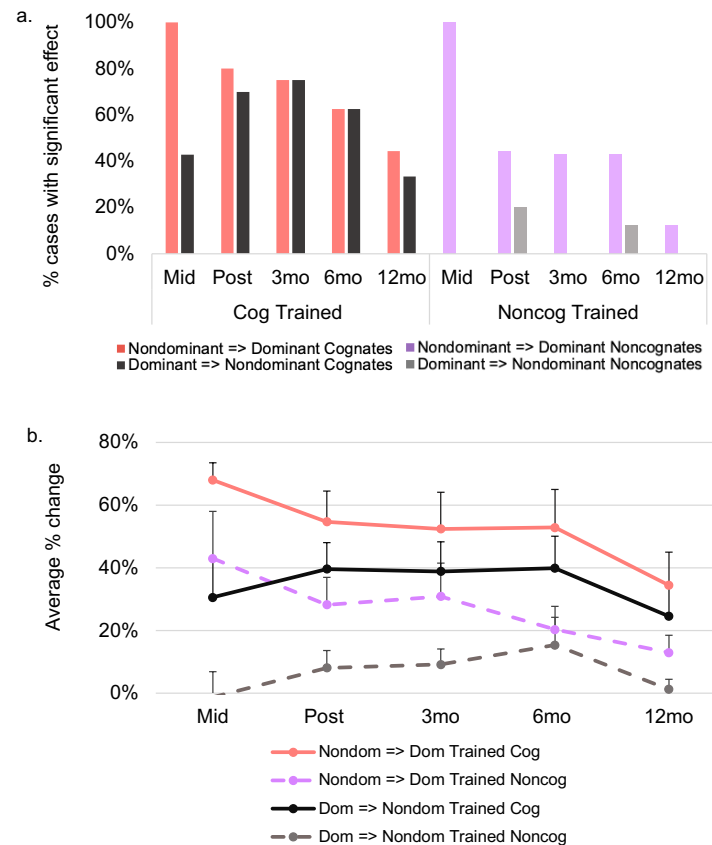 a.
% cases with significant effect
100%
80%
60%
40%
20%
0%
Mid Post 3mo 6mo 12mo Mid Post 3mo 6mo 12mo
Cog Trained Noncog Trained
Nondominant => Dominant Cognates Nondominant => Dominant Noncognates
Dominant => Nondominant Cognates Dominant => Nondominant Noncognates
b.
Average % change
80%
60%
40%
20%
0%
Mid Post 3mo 6mo 12mo
Nondom => Dom Trained Cog
Nondom => Dom Trained Noncog
Dom => Nondom Trained Cog
Dom => Nondom Trained Noncog